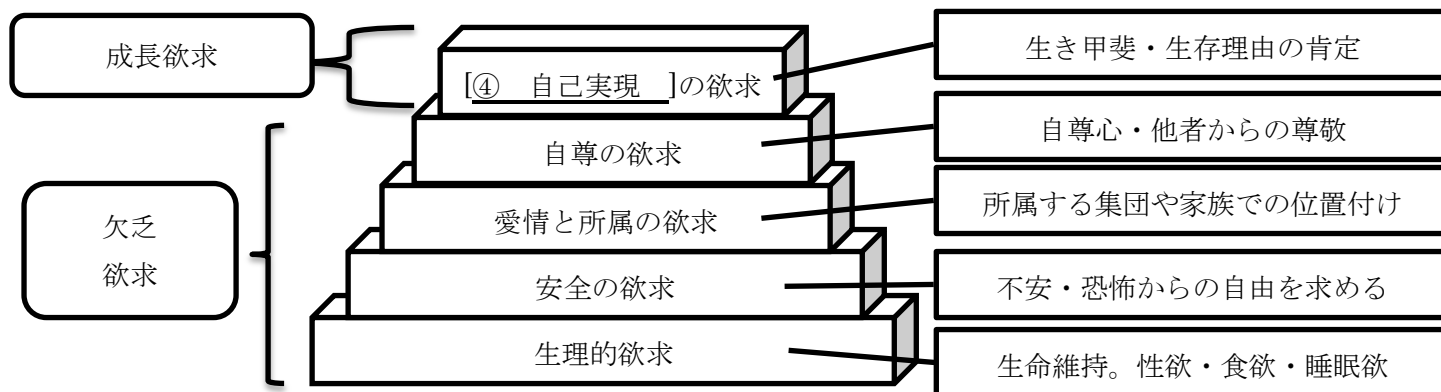 成長欲求
[④　自己実現　]の欲求
生き甲斐・生存理由の肯定
自尊の欲求
自尊心・他者からの尊敬
欠乏
欲求
愛情と所属の欲求
所属する集団や家族での位置付け
安全の欲求
不安・恐怖からの自由を求める
生理的欲求
生命維持。性欲・食欲・睡眠欲